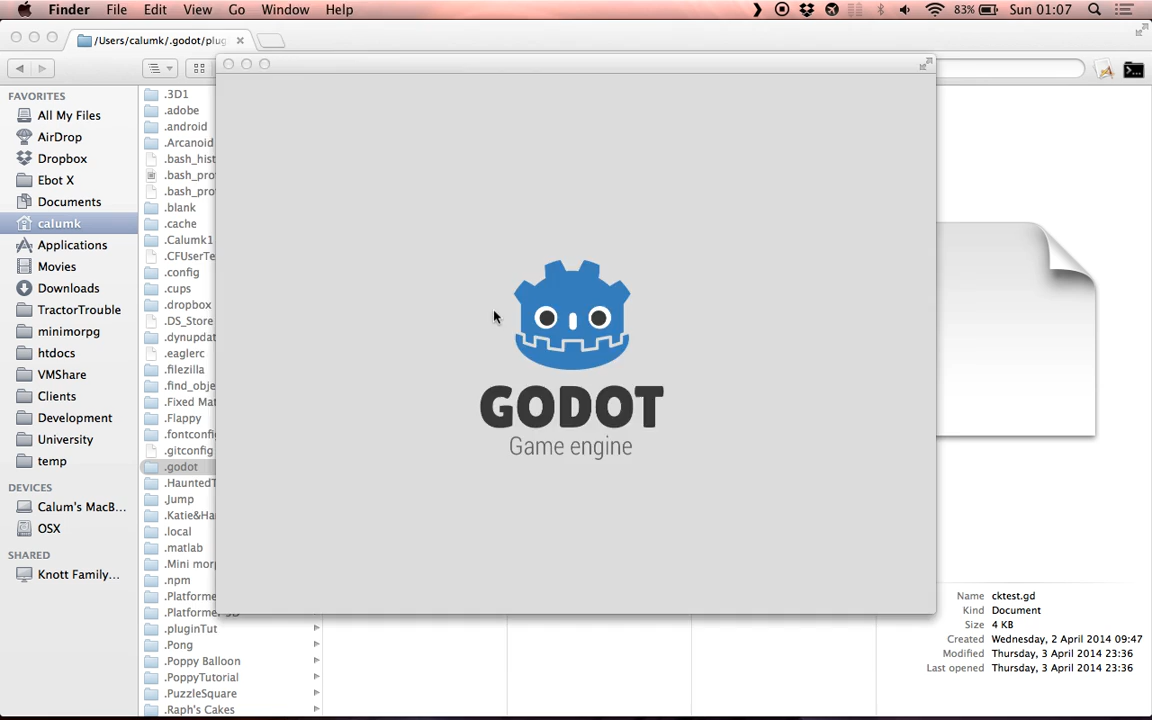 Finder File Edit View Go Window Help 83% Sun 01:07
/Users/calumk/.godot/plug
FAVORITES
All My Files
AirDrop
Dropbox
Ebot X
Documents
calumk
Applications
Movies
Downloads
TractorTrouble
minimorpg
htdocs
VMShare
Clients
Development
University
temp
DEVICES
Calum's MacB...
OSX
SHARED
Knott Family...
.3D1
.adobe
.android
.Arcanoid
.bash_hist
.bash_pro
.bash_pro
.blank
.cache
.Calumk1
.CFUserTe
.config
.cups
.dropbox
.DS_Store
.dynupdat
.eaglerc
.filezilla
.find_obje
.Fixed Mat
.Flappy
.fontconfi
.gitconfig
.godot
.HauntedT
.Jump
.Katie&Har
.local
.matlab
.Mini morp
.npm
.Platforme
.pluginTut
.Pong
.Poppy Balloon
.PoppyTutorial
.PuzzleSquare
.Raph's Cakes
GODOT
Game engine
Name cktest.gd
Kind Document
Size 4 KB
Created Wednesday, 2 April 2014 09:47
Modified Thursday, 3 April 2014 23:36
Last opened Thursday, 3 April 2014 23:36